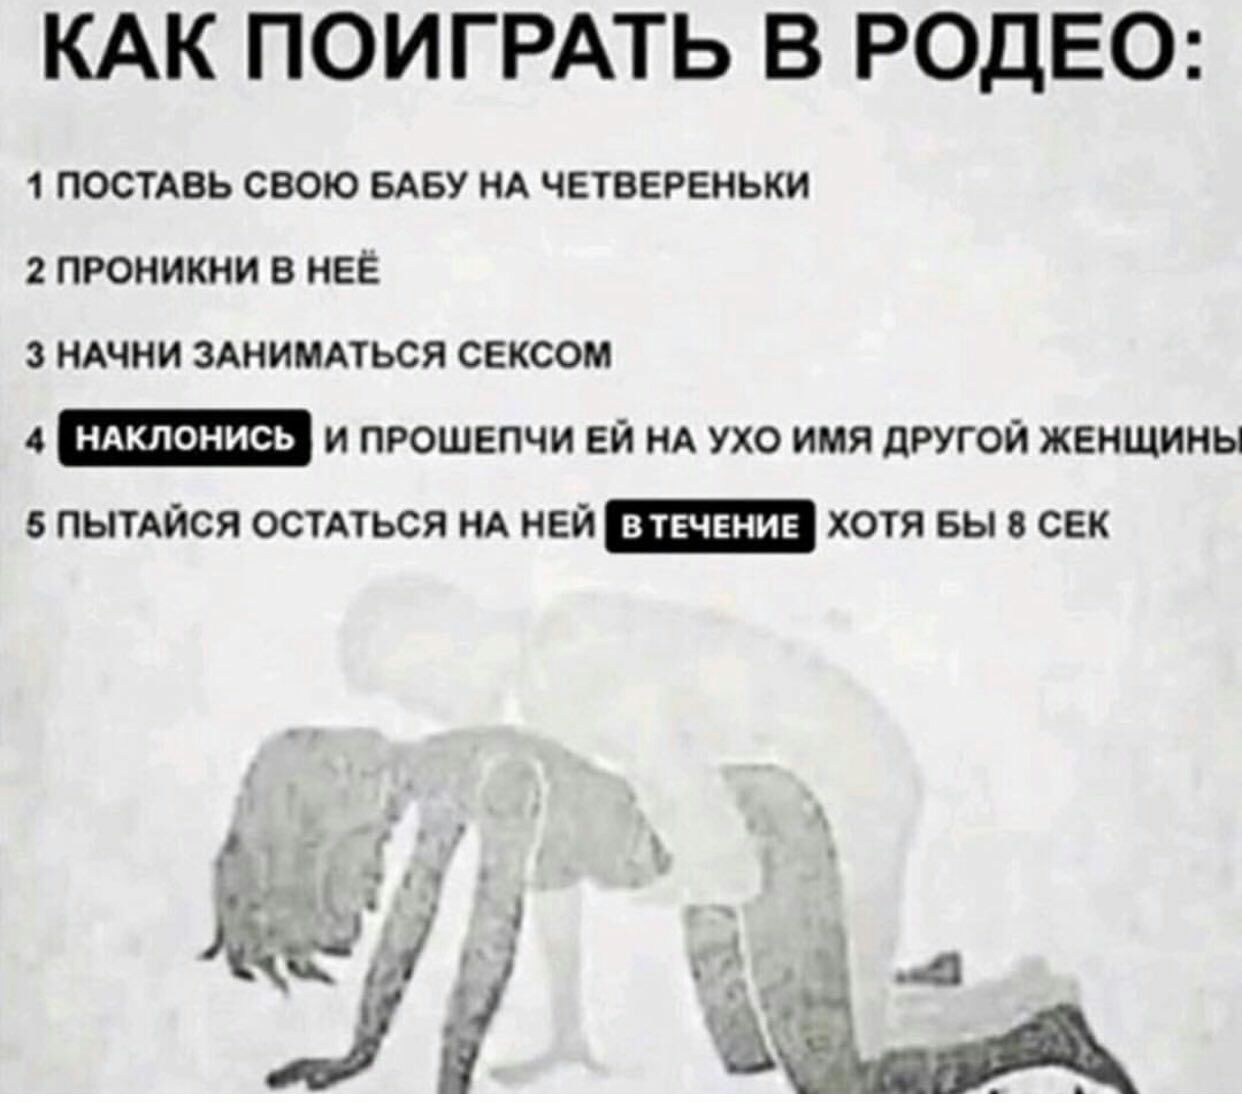 КАК ПОИГРАТЬ В РОДЕО:
1 ПОСТАВЬ СВОЮ БАБУ НА ЧЕТВЕРЕНЬКИ
2 ПРОНИКНИ В НЕЁ
3 НАЧНИ ЗАНИМАТЬСЯ СЕКСОМ
4 НАКЛОНИСЬ И ПРОШЕПЧИ ЕЙ НА УХО ИМЯ ДРУГОЙ ЖЕНЩИНЫ
5 ПЫТАЙСЯ ОСТАТЬСЯ НА НЕЙ В ТЕЧЕНИЕ ХОТЯ БЫ 8 СЕК